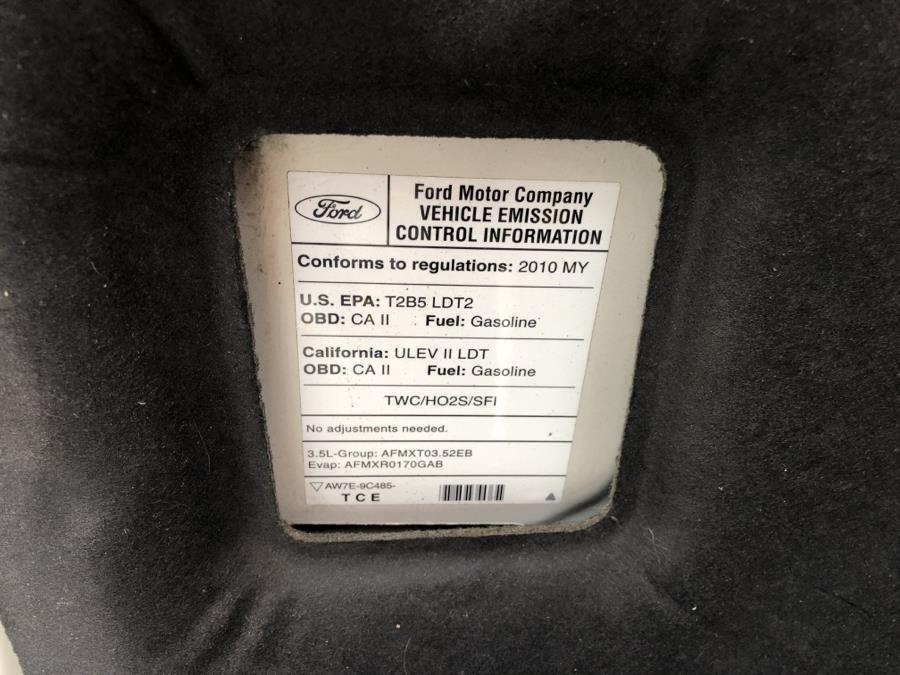 Ford
Ford Motor Company
VEHICLE EMISSION
CONTROL INFORMATION
Conforms to regulations: 2010 MY
U.S. EPA: T2B5 LDT2
OBD: CA II Fuel: Gasoline
California: ULEV II LDT
OBD: CA II Fuel: Gasoline
TWC/HO2S/SFI
No adjustments needed.
3.5L-Group: AFMXT03.52EB
Evap: AFMXR0170GAB
AW7E-9C485-
T C E